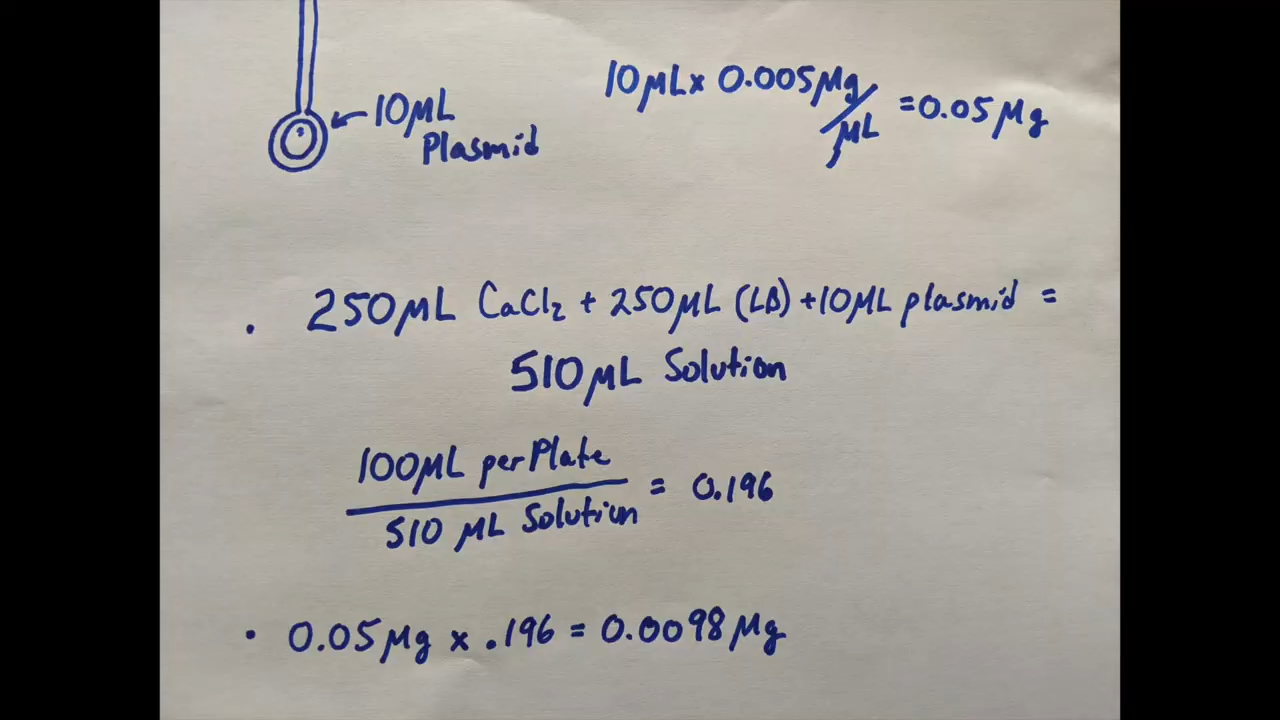 10μL
Plasmid
10μL x 0.005μg/μL = 0.05μg
• 250μL CaCl₂ + 250μL (LB) + 10μL plasmid =
510μL Solution
100μL per Plate
510 μL Solution
= 0.196
• 0.05μg x .196 = 0.0098μg